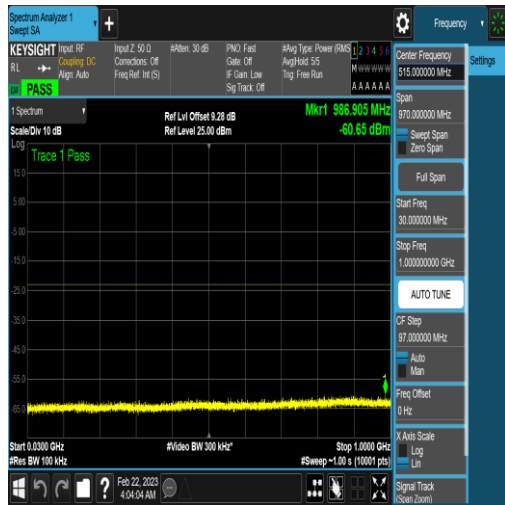 Spectrum Analyzer 1
Swept SA
+
Frequency
KEYSIGHT
RL
PASS
Input: RF
Coupling: DC
Align: Auto
Input Z: 50 Ω
Corrections: Off
Freq Ref: Int (S)
#Atten: 30 dB
PNO: Fast
Gate: Off
IF Gain: Low
Sig Track: Off
#Avg Type: Power (RMS
Avg|Hold: 5/5
Trig: Free Run
1 2 3 4 5 6
M W W W W W
A A A A A A
Settings
1 Spectrum
Scale/Div 10 dB
Log
Ref Lvl Offset 9.28 dB
Ref Level 25.00 dBm
Mkr1 986.905 MHz
-60.65 dBm
Trace 1 Pass
15.0
5.00
-5.00
-15.0
-25.0
-35.0
-45.0
-55.0
-65.0
Start 0.0300 GHz
#Res BW 100 kHz
#Video BW 300 kHz*
Stop 1.0000 GHz
#Sweep ~1.00 s (10001 pts)
Center Frequency
515.000000 MHz
Span
970.000000 MHz
Swept Span
Zero Span
Full Span
Start Freq
30.000000 MHz
Stop Freq
1.000000000 GHz
AUTO TUNE
CF Step
97.000000 MHz
Auto
Man
Freq Offset
0 Hz
X Axis Scale
Log
Lin
Signal Track
(Span Zoom)
?
Feb 22, 2023
4:04:04 AM